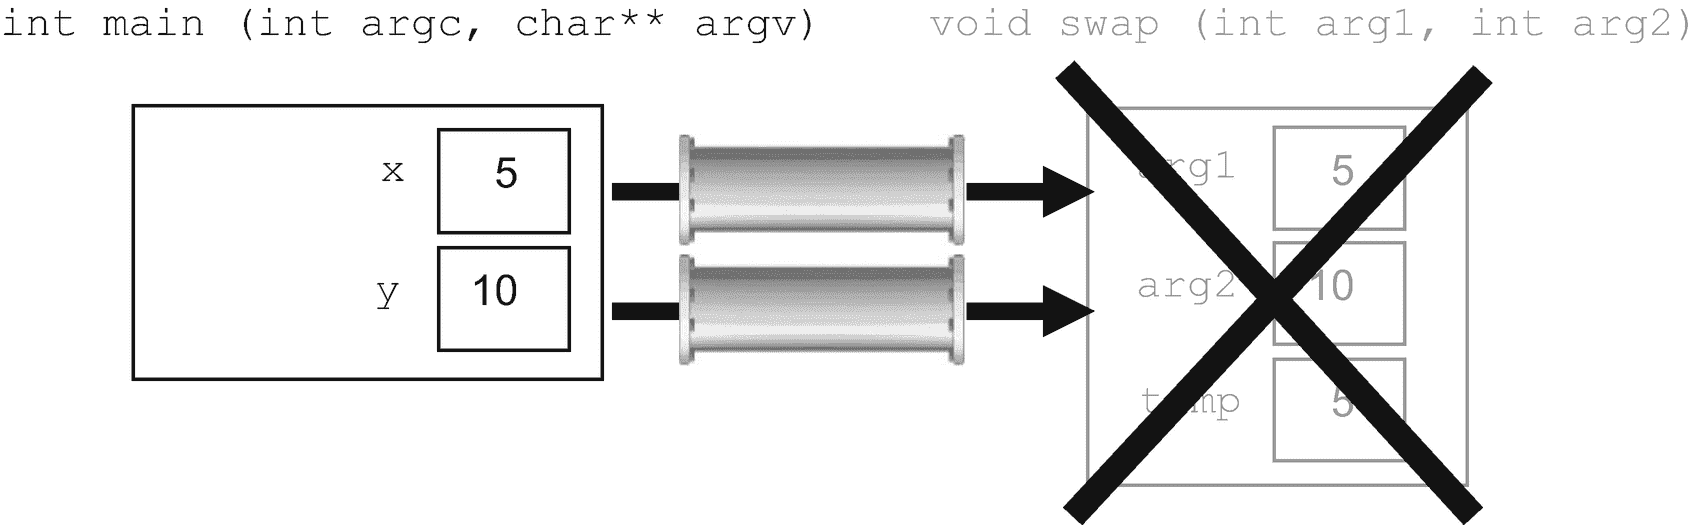 int main (int argc, char** argv)
void swap (int arg1, int arg2)
x 5
y 10
arg1 5
arg2 10
temp 5